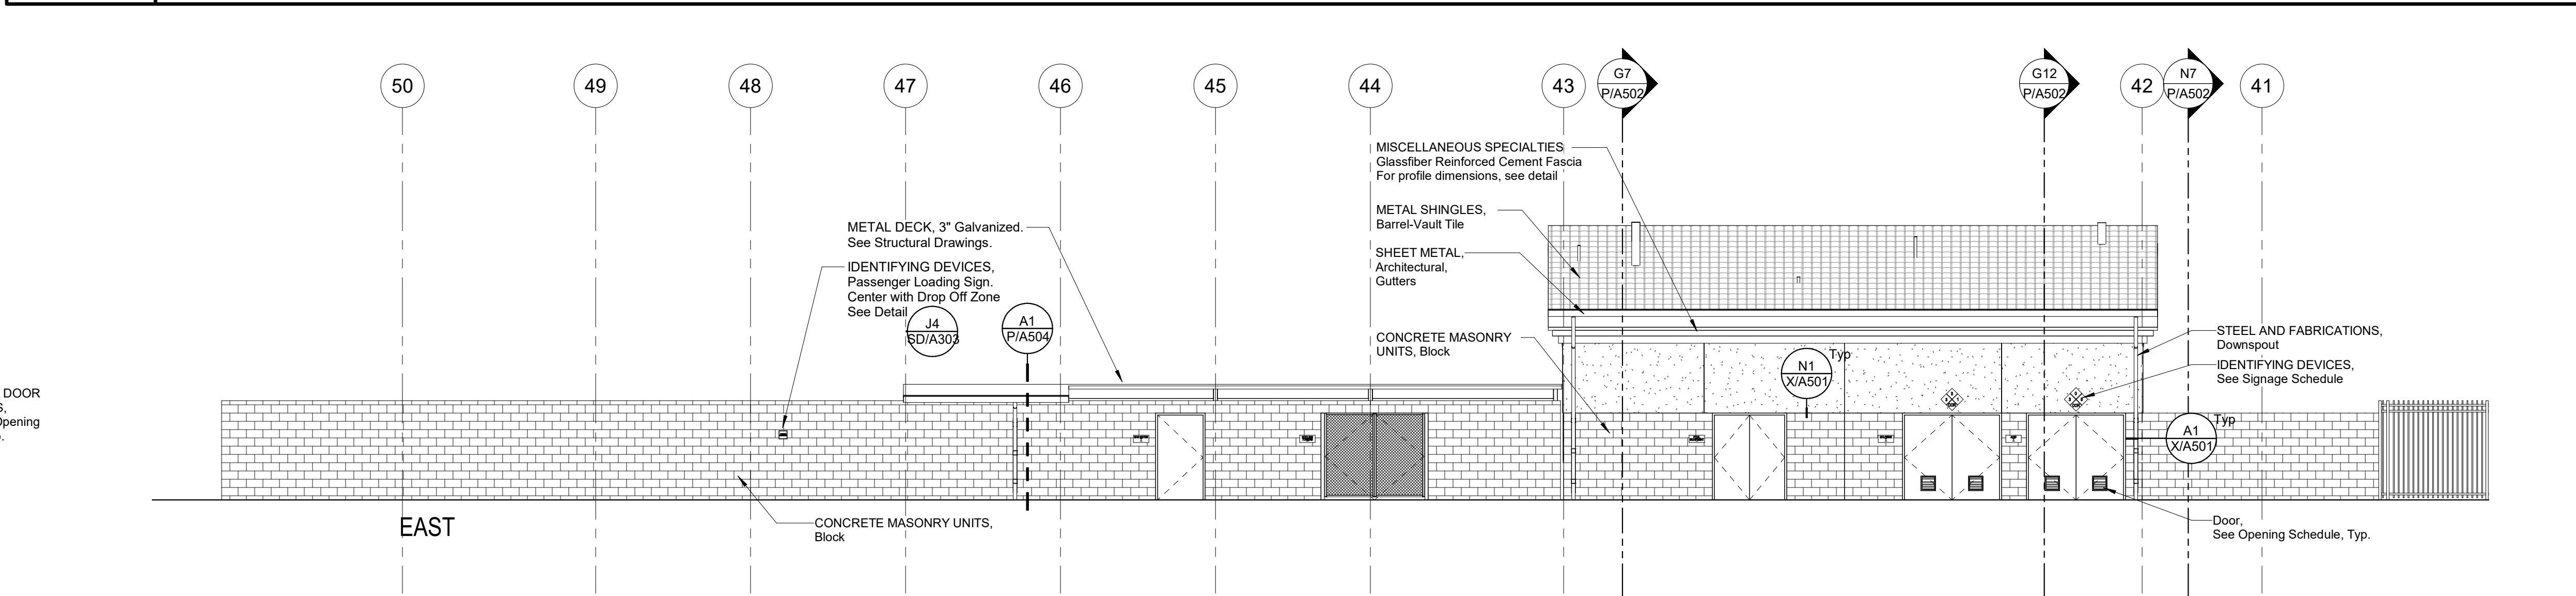 50
49
48
47
46
45
44
43
G7
P/A502
G12
P/A502
42
N7
P/A502
41
MISCELLANEOUS SPECIALTIES
Glassfiber Reinforced Cement Fascia
For profile dimensions, see detail
METAL SHINGLES,
Barrel-Vault Tile
METAL DECK, 3" Galvanized.
See Structural Drawings.
SHEET METAL,
Architectural,
Gutters
IDENTIFYING DEVICES,
Passenger Loading Sign.
Center with Drop Off Zone
See Detail
J4
SD/A303
A1
P/A504
CONCRETE MASONRY
UNITS, Block
STEEL AND FABRICATIONS,
Downspout
IDENTIFYING DEVICES,
See Signage Schedule
Typ
N1
X/A501
DOOR
S,
Opening
Typ
A1
X/A501
EAST
CONCRETE MASONRY UNITS,
Block
Door,
See Opening Schedule, Typ.